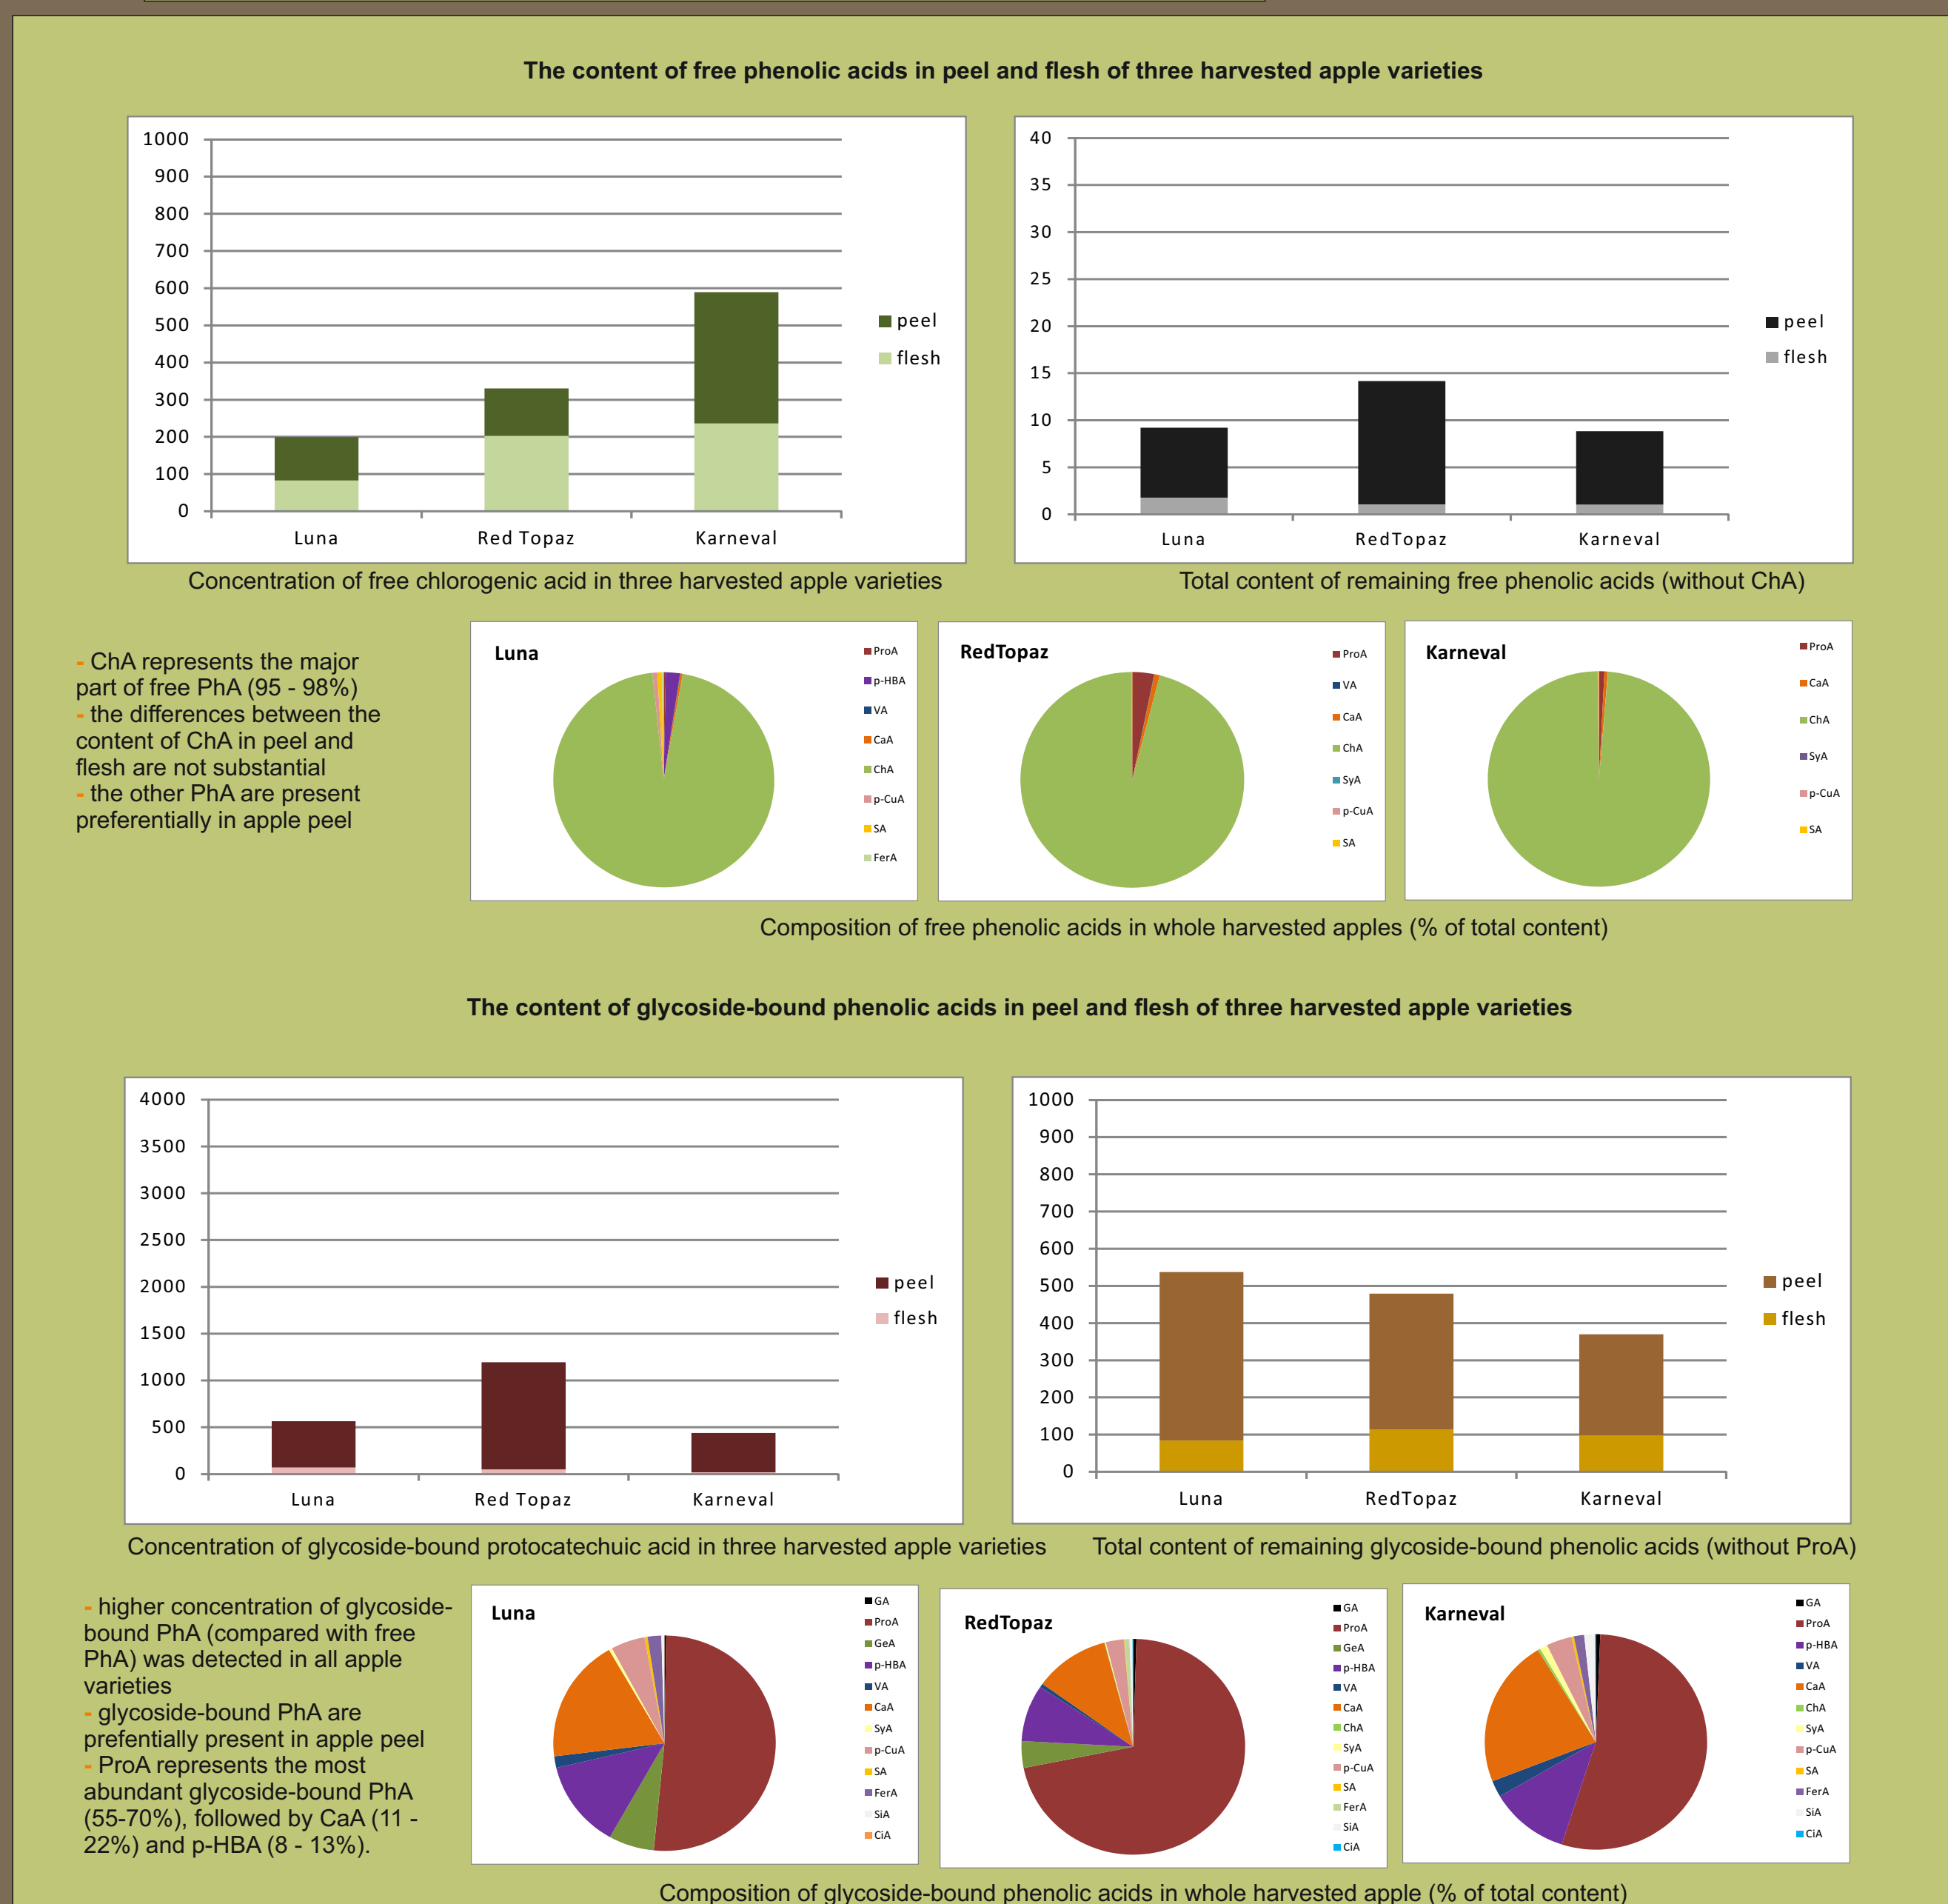 The content of free phenolic acids in peel and flesh of three harvested apple varieties
1000
900
800
700
600
500
400
300
200
100
0
Luna
Red Topaz
Karneval
peel
flesh
Concentration of free chlorogenic acid in three harvested apple varieties
40
35
30
25
20
15
10
5
0
Luna
RedTopaz
Karneval
peel
flesh
Total content of remaining free phenolic acids (without ChA)
- ChA represents the major
part of free PhA (95 - 98%)
- the differences between the
content of ChA in peel and
flesh are not substantial
- the other PhA are present
preferentially in apple peel
Luna
ProA
p-HBA
VA
CaA
ChA
p-CuA
SA
FerA
RedTopaz
ProA
VA
CaA
ChA
SyA
p-CuA
SA
Karneval
ProA
CaA
ChA
SyA
p-CuA
SA
Composition of free phenolic acids in whole harvested apples (% of total content)
The content of glycoside-bound phenolic acids in peel and flesh of three harvested apple varieties
4000
3500
3000
2500
2000
1500
1000
500
0
Luna
Red Topaz
Karneval
peel
flesh
Concentration of glycoside-bound protocatechuic acid in three harvested apple varieties
1000
900
800
700
600
500
400
300
200
100
0
Luna
RedTopaz
Karneval
peel
flesh
Total content of remaining glycoside-bound phenolic acids (without ProA)
- higher concentration of glycoside-
bound PhA (compared with free
PhA) was detected in all apple
varieties
- glycoside-bound PhA are
prefentially present in apple peel
- ProA represents the most
abundant glycoside-bound PhA
(55-70%), followed by CaA (11 -
22%) and p-HBA (8 - 13%).
Luna
GA
ProA
GeA
p-HBA
VA
CaA
SyA
p-CuA
SA
FerA
SiA
CiA
RedTopaz
GA
ProA
GeA
p-HBA
VA
CaA
ChA
SyA
p-CuA
SA
FerA
SiA
CiA
Karneval
GA
ProA
p-HBA
VA
CaA
ChA
SyA
p-CuA
SA
FerA
SiA
CiA
Composition of glycoside-bound phenolic acids in whole harvested apple (% of total content)